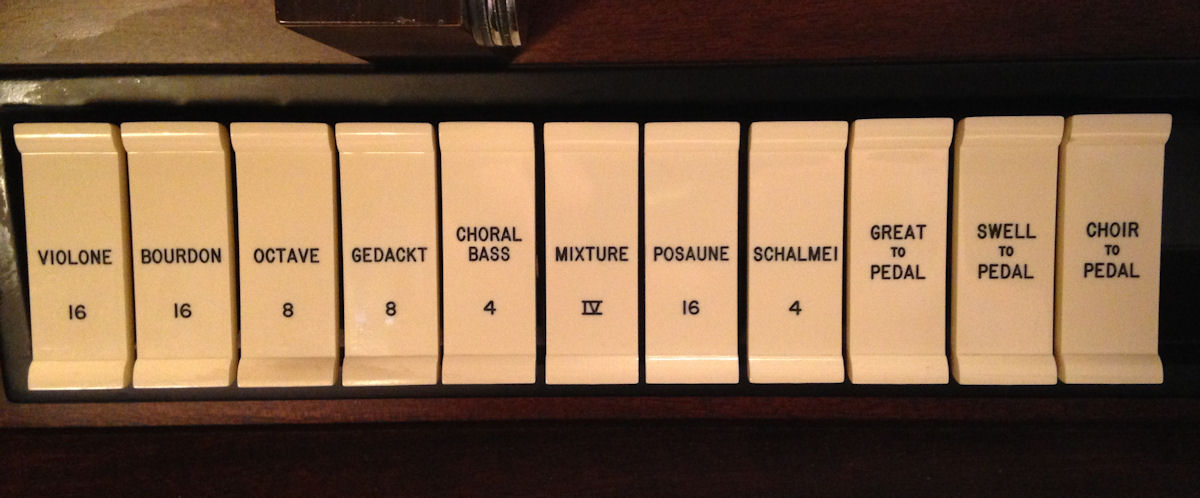 VIOLONE
16
BOURDON
16
OCTAVE
8
GEDACKT
8
CHORAL
BASS
4
MIXTURE
IV
POSAUNE
16
SCHALMEI
4
GREAT
TO
PEDAL
SWELL
TO
PEDAL
CHOIR
TO
PEDAL